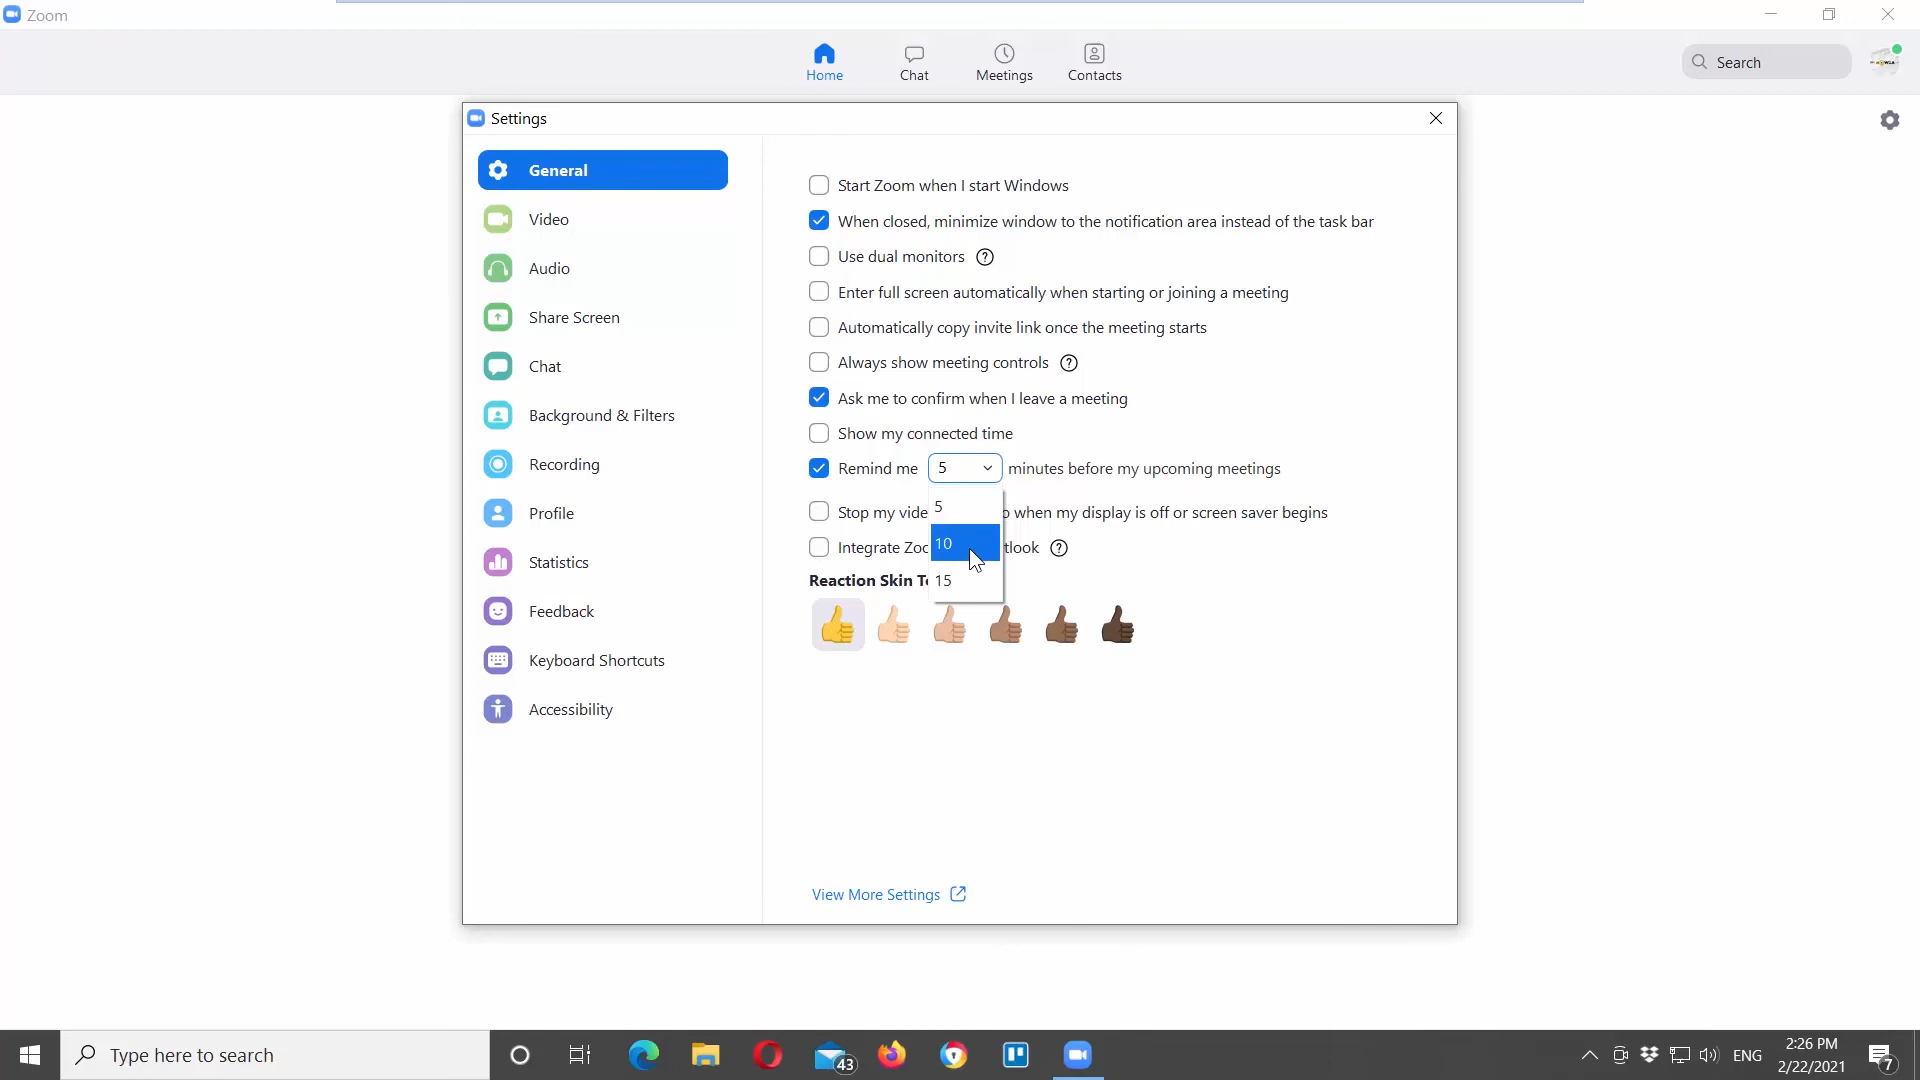 Zoom
Home
Chat
Meetings
Contacts
Search
Settings
General
Video
Audio
Share Screen
Chat
Background & Filters
Recording
Profile
Statistics
Feedback
Keyboard Shortcuts
Accessibility
Start Zoom when I start Windows
When closed, minimize window to the notification area instead of the task bar
Use dual monitors ?
Enter full screen automatically when starting or joining a meeting
Automatically copy invite link once the meeting starts
Always show meeting controls ?
Ask me to confirm when I leave a meeting
Show my connected time
Remind me 5 minutes before my upcoming meetings
5
10
15
Stop my vide o when my display is off or screen saver begins
Integrate Zoo tlook ?
Reaction Skin T
View More Settings
Type here to search
43
ENG
2:26 PM
2/22/2021
7